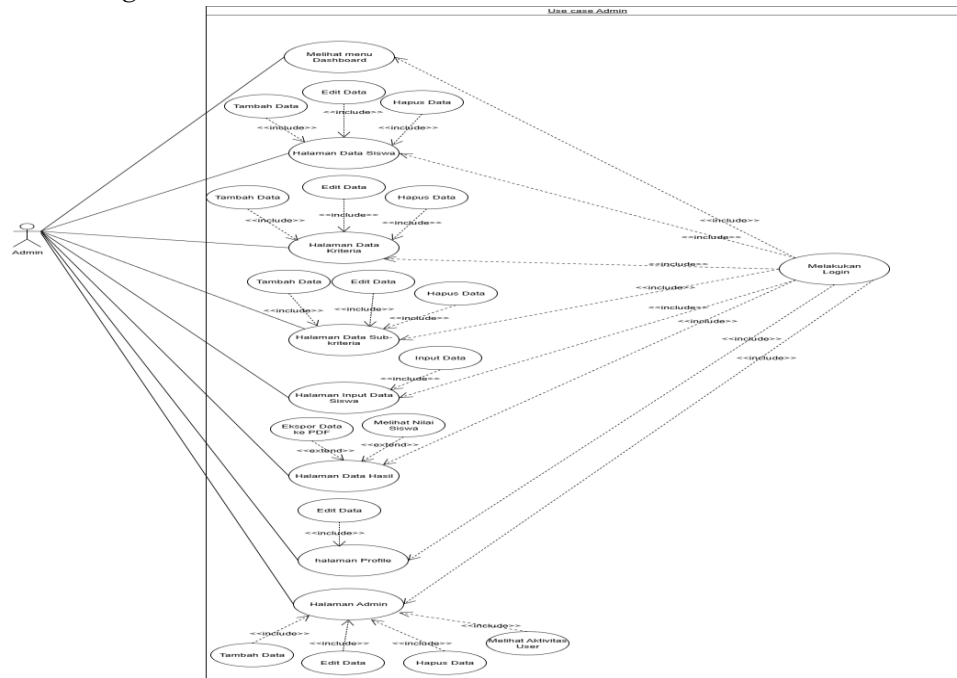 Use case Admin
Melihat menu
Dashboard
Edit Data
Tambah Data
Hapus Data
<<include>>
<<include>>
<<include>>
Halaman Data Siswa
Edit Data
Tambah Data
Hapus Data
<<include>>
<<include>>
<<include>>
<<include>>
<<include>>
Admin
Halaman Data
Kriteria
<<include>>
Melakukan
Login
Tambah Data
Edit Data
Hapus Data
<<include>>
<<include>>
<<include>>
<<include>>
<<include>>
<<include>>
Halaman Data Sub-
kriteria
<<include>>
<<include>>
Input Data
<<include>>
Halaman Input Data
Siswa
Ekspor Data
ke PDF
Melihat Nilai
Siswa
<<extend>>
<<extend>>
Halaman Data Hasil
Edit Data
<<include>>
halaman Profile
Halaman Admin
<<include>>
<<include>>
<<include>>
<<include>>
Melihat Aktivitas
User
Tambah Data
Edit Data
Hapus Data